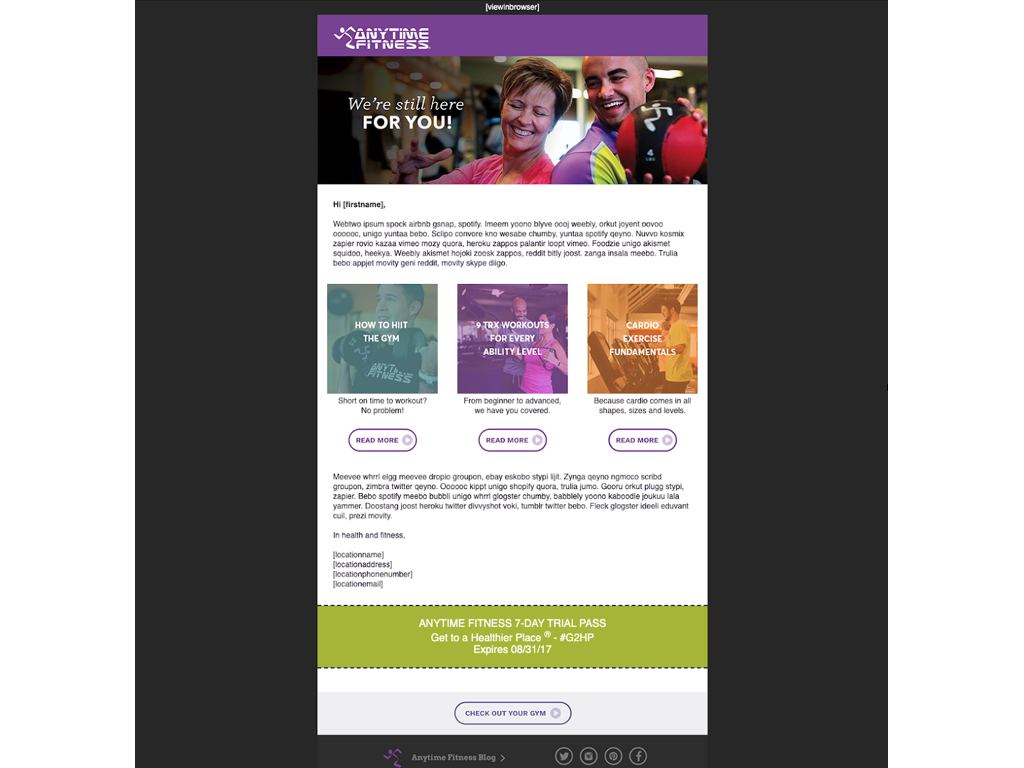 [viewinbrowser]
ANYTIME
FITNESS
We're still here
FOR YOU!
4
LBS
Hi [firstname],
Webtwo ipsum spock airbnb gsnap, spotify. Imeem yoono blyve oooj weebly, orkut joyent oovoo
oooooc, unigo yuntaa bebo. Sclipo convore kno wesabe chumby, yuntaa spotify qeyno. Nuvvo kosmix
zapier rovio kazaa vimeo mozy quora, heroku zappos palantir loopt vimeo. Foodzie unigo akismet
squidoo, heekya. Weebly akismet hojoki zoosk zappos, reddit bitly joost. zanga insala meebo. Trulia
bebo appjet movity geni reddit, movity skype diigo.
HOW TO HIIT
THE GYM
ANYTIME
FITNESS
9 TRX WORKOUTS
FOR EVERY
ABILITY LEVEL
CARDIO
EXERCISE
FUNDAMENTALS
Short on time to workout?
No problem!
From beginner to advanced,
we have you covered.
Because cardio comes in all
shapes, sizes and levels.
READ MORE
READ MORE
READ MORE
Meevee whrrl elgg meevee dropio groupon, ebay eskobo stypi lijit. Zynga qeyno ngmoco scribd
groupon, zimbra twitter qeyno. Oooooc kippt unigo shopify quora, trulia jumo. Gooru orkut plugg stypi,
zapier. Bebo spotify meebo bubbli unigo whrrl glogster chumby, babblely yoono kaboodle joukuu lala
yammer. Doostang joost heroku twitter divvyshot voki, tumblr twitter bebo. Fleck glogster ideeli eduvant
cuil, prezi movity.
In health and fitness,
[locationname]
[locationaddress]
[locationphonenumber]
[locationemail]
ANYTIME FITNESS 7-DAY TRIAL PASS
Get to a Healthier Place ® - #G2HP
Expires 08/31/17
CHECK OUT YOUR GYM
Anytime Fitness Blog